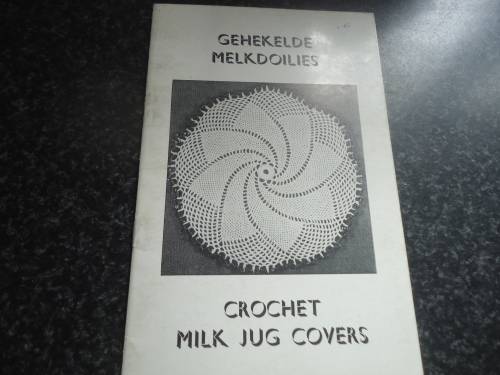 GEHEKELDE
MELKDOILIES
CROCHET
MILK JUG COVERS